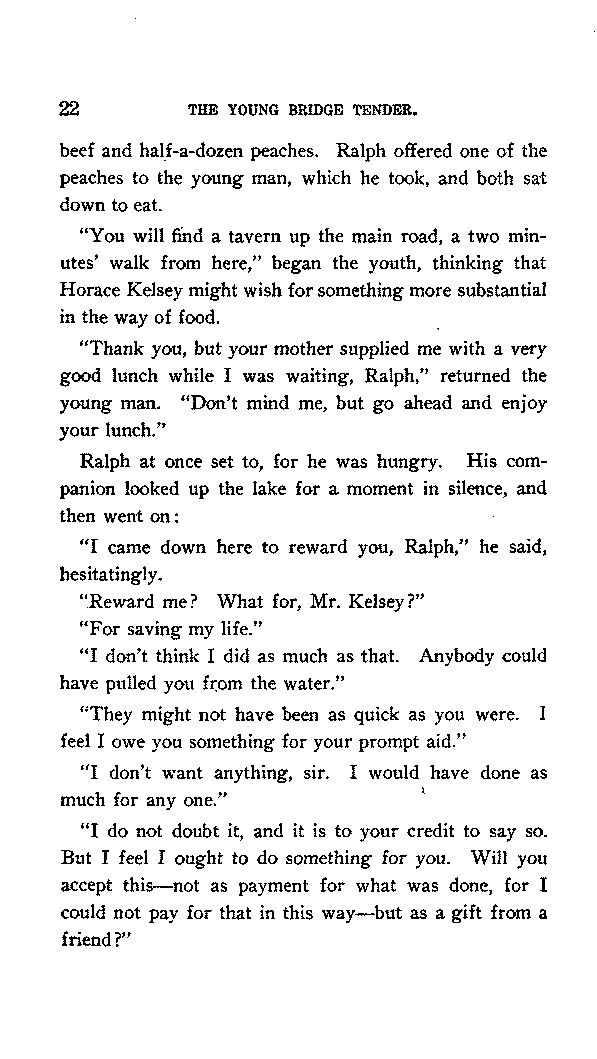 22 THE YOUNG BRIDGE TENDER.
beef and half-a-dozen peaches. Ralph offered one of the
peaches to the young man, which he took, and both sat
down to eat.
"You will find a tavern up the main road, a two min-
utes' walk from here," began the youth, thinking that
Horace Kelsey might wish for something more substantial
in the way of food.
"Thank you, but your mother supplied me with a very
good lunch while I was waiting, Ralph," returned the
young man. "Don't mind me, but go ahead and enjoy
your lunch."
Ralph at once set to, for he was hungry. His com-
panion looked up the lake for a moment in silence, and
then went on:
"I came down here to reward you, Ralph," he said,
hesitatingly.
"Reward me? What for, Mr. Kelsey?"
"For saving my life."
"I don't think I did as much as that. Anybody could
have pulled you from the water."
"They might not have been as quick as you were. I
feel I owe you something for your prompt aid."
"I don't want anything, sir. I would have done as
much for any one."
"I do not doubt it, and it is to your credit to say so.
But I feel I ought to do something for you. Will you
accept this—not as payment for what was done, for I
could not pay for that in this way—but as a gift from a
friend?"